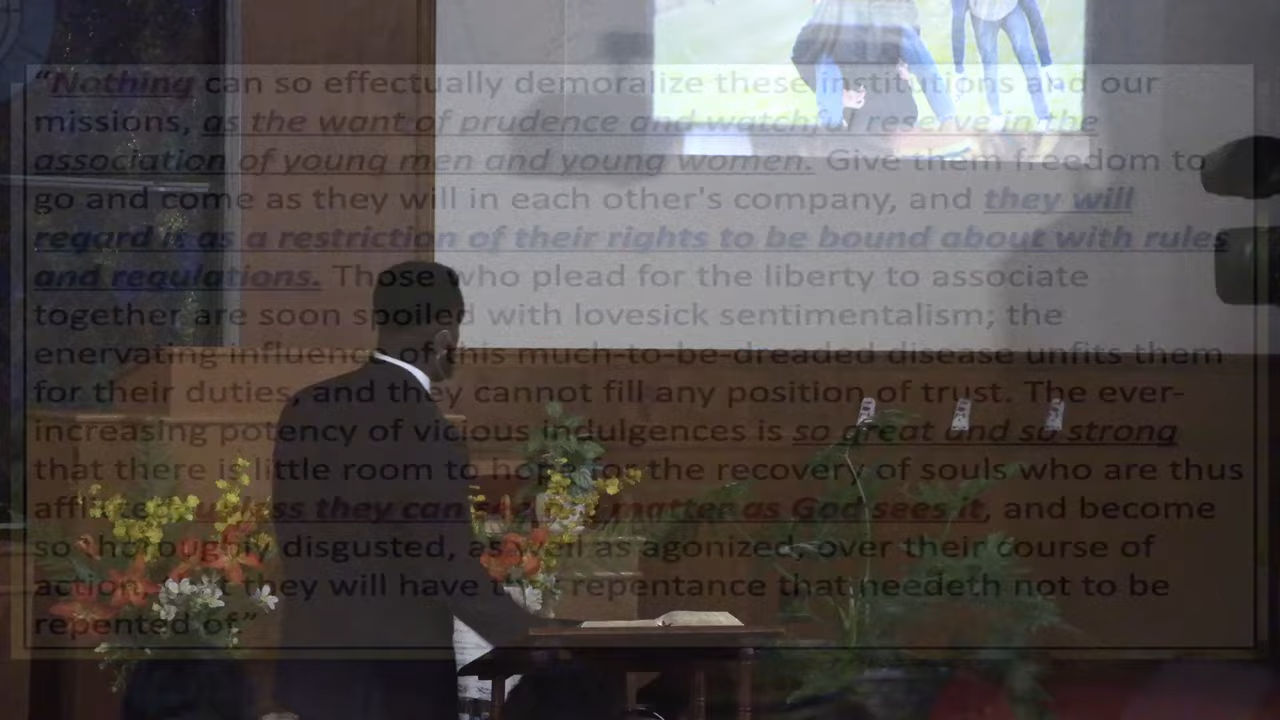 “Nothing can so effectually demoralize these institutions and our
missions, as the want of prudence and watchful reserve in the
association of young men and young women. Give them freedom to
go and come as they will in each other's company, and they will
regard it as a restriction of their rights to be bound about with rules
and regulations. Those who plead for the liberty to associate
together are soon spoiled with lovesick sentimentalism; the
enervating influence of this much-to-be-dreaded disease unfits them
for their duties, and they cannot fill any position of trust. The ever-
increasing potency of vicious indulgences is so great and so strong
that there is little room to hope for the recovery of souls who are thus
afflicted, unless they can see the matter as God sees it, and become
so thoroughly disgusted, as well as agonized, over their course of
action, they will have that repentance that needeth not to be
repented of.”